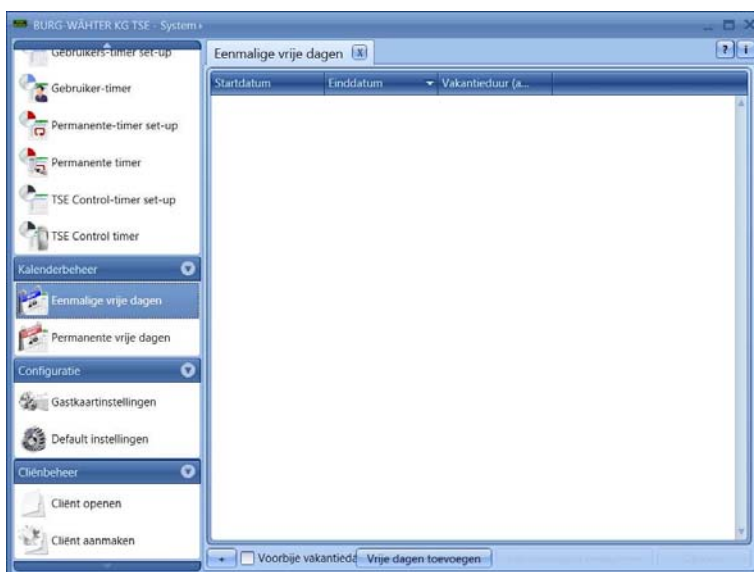 BURG-WÄHTER KG TSE - System
Gebruikers-timer set-up
Gebruiker-timer
Permanente-timer set-up
Permanente timer
TSE Control-timer set-up
TSE Control timer
Kalenderbeheer
Eenmalige vrije dagen
Permanente vrije dagen
Configuratie
Gastkaartinstellingen
Default instellingen
Cliënbeheer
Cliënt openen
Cliënt aanmaken
Eenmalige vrije dagen x
? i
Startdatum Einddatum Vakantieduur (a...
Voorbije vakantieda Vrije dagen toevoegen